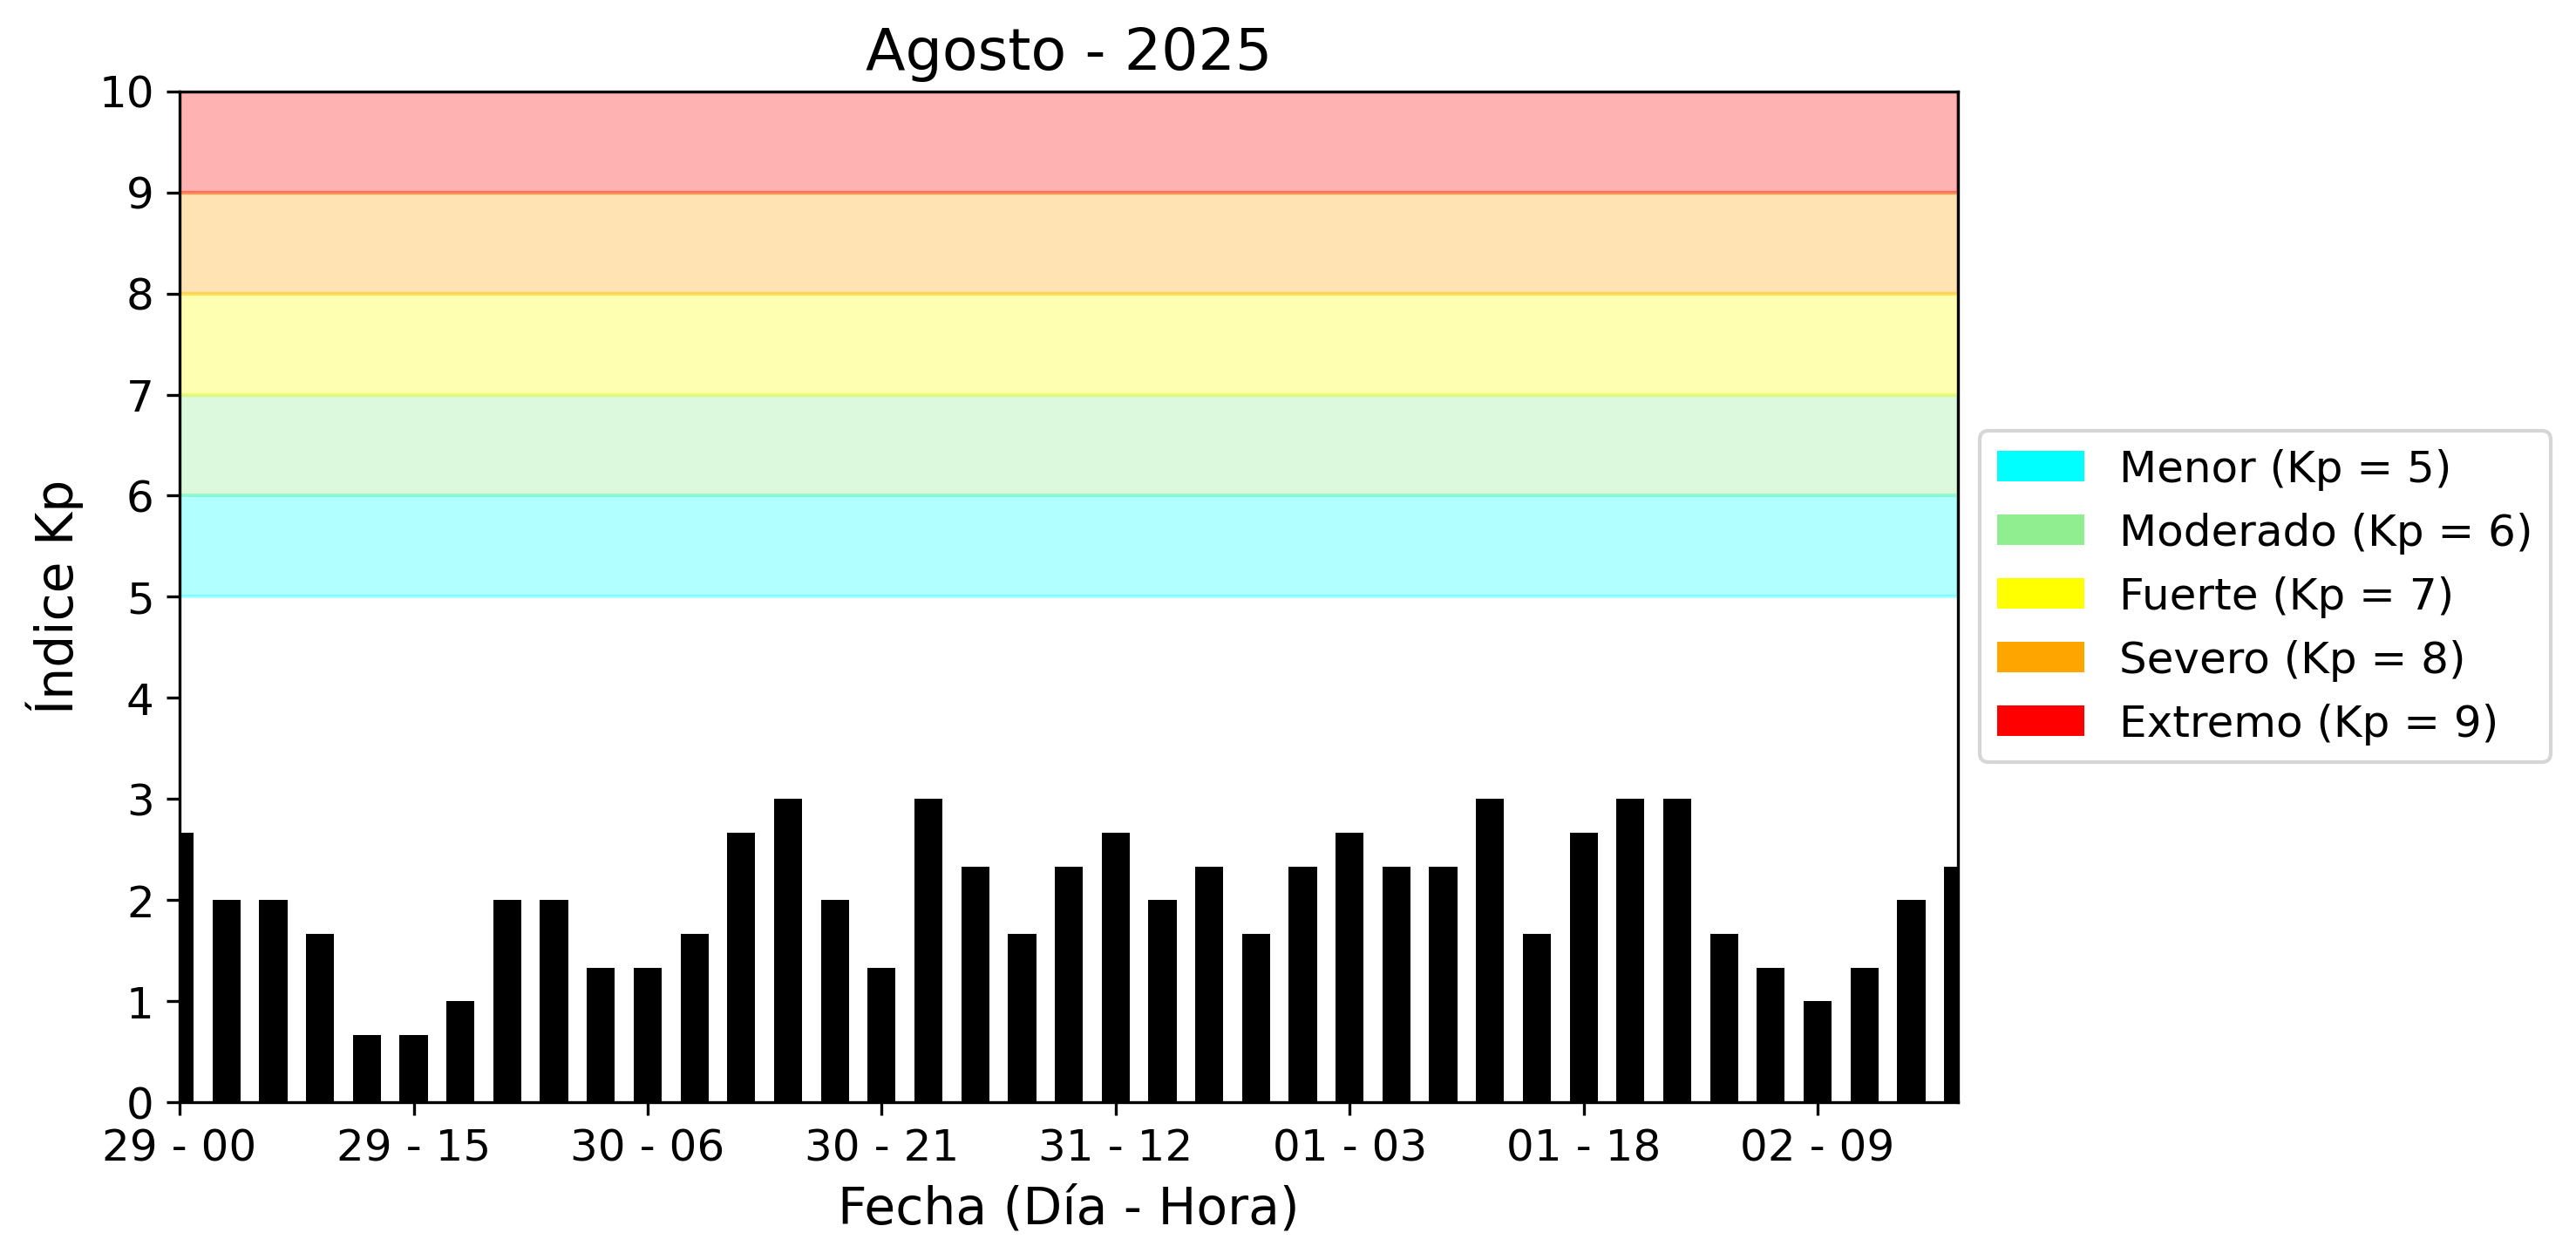 Agosto - 2025
10
9
8
7
6
5
4
3
2
1
0
Índice Kp
29 - 00
29 - 15
30 - 06
30 - 21
31 - 12
01 - 03
01 - 18
02 - 09
Fecha (Día - Hora)
Menor (Kp = 5)
Moderado (Kp = 6)
Fuerte (Kp = 7)
Severo (Kp = 8)
Extremo (Kp = 9)